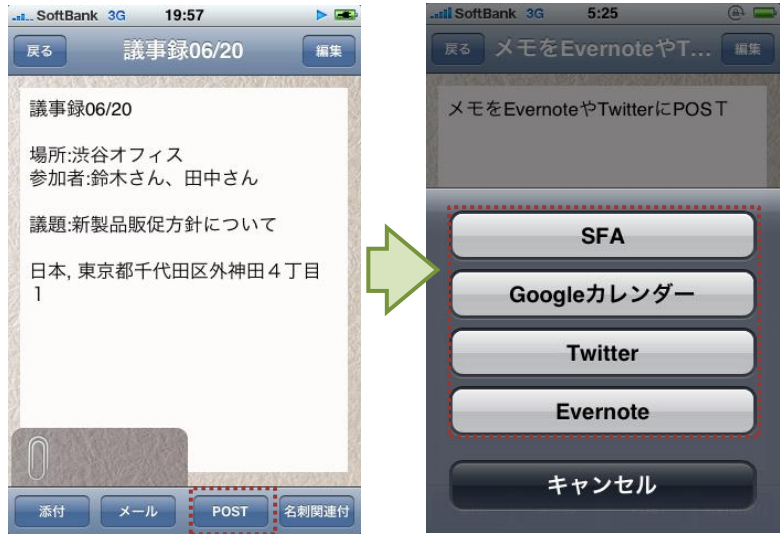 SoftBank 3G 19:57
戻る 議事録06/20 編集
議事録06/20
場所:渋谷オフィス
参加者:鈴木さん、田中さん
議題:新製品販促方針について
日本, 東京都千代田区外神田４丁目
1
添付 メール POST 名刺関連付
SoftBank 3G 5:25
戻る メモをEvernoteやT... 編集
メモをEvernoteやTwitterにPOSＴ
SFA
Googleカレンダー
Twitter
Evernote
キャンセル